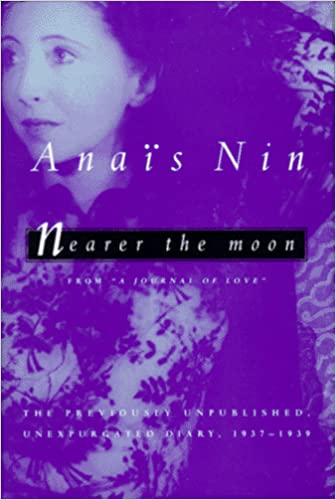 Anaïs Nin
nearer the moon
FROM "A JOURNAL OF LOVE"
THE PREVIOUSLY UNPUBLISHED,
UNEXPURGATED DIARY, 1937–1939